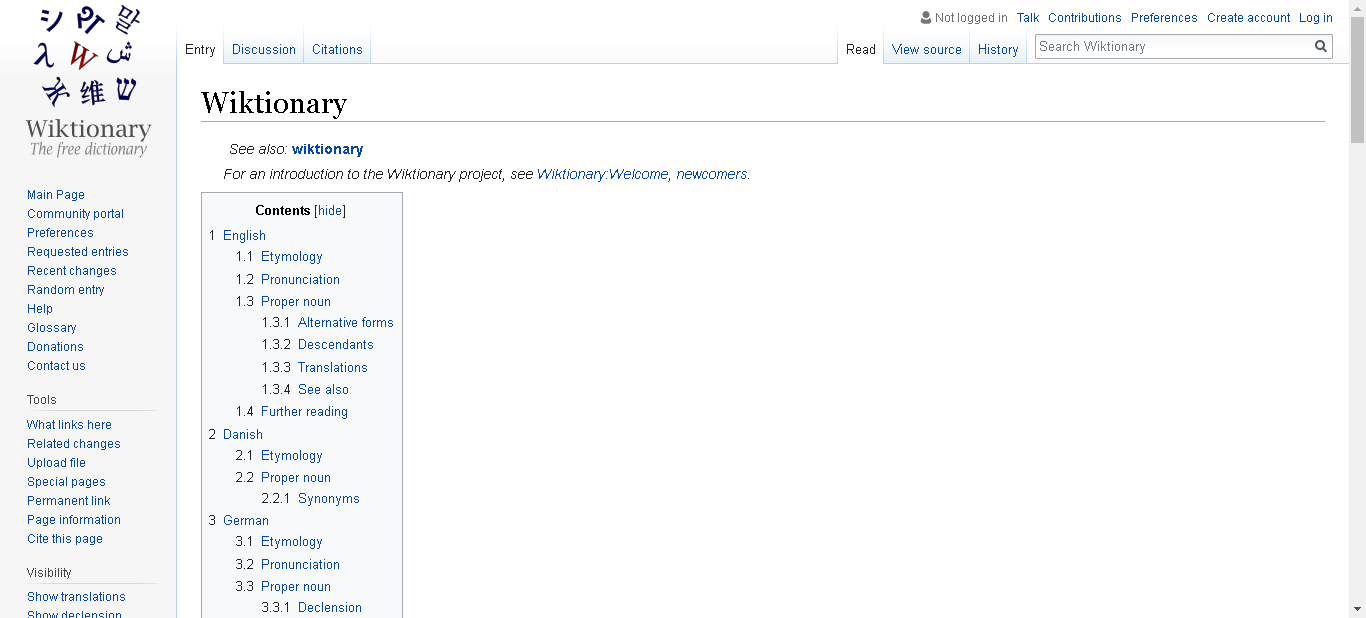 Wiktionary
The free dictionary
Main Page
Community portal
Preferences
Requested entries
Recent changes
Random entry
Help
Glossary
Donations
Contact us
Tools
What links here
Related changes
Upload file
Special pages
Permanent link
Page information
Cite this page
Visibility
Show translations
Show declension
Not logged in Talk Contributions Preferences Create account Log in
Entry Discussion Citations Read View source History Search Wiktionary
Wiktionary
See also: wiktionary
For an introduction to the Wiktionary project, see Wiktionary:Welcome, newcomers.
Contents [hide]
1 English
1.1 Etymology
1.2 Pronunciation
1.3 Proper noun
1.3.1 Alternative forms
1.3.2 Descendants
1.3.3 Translations
1.3.4 See also
1.4 Further reading
2 Danish
2.1 Etymology
2.2 Proper noun
2.2.1 Synonyms
3 German
3.1 Etymology
3.2 Pronunciation
3.3 Proper noun
3.3.1 Declension